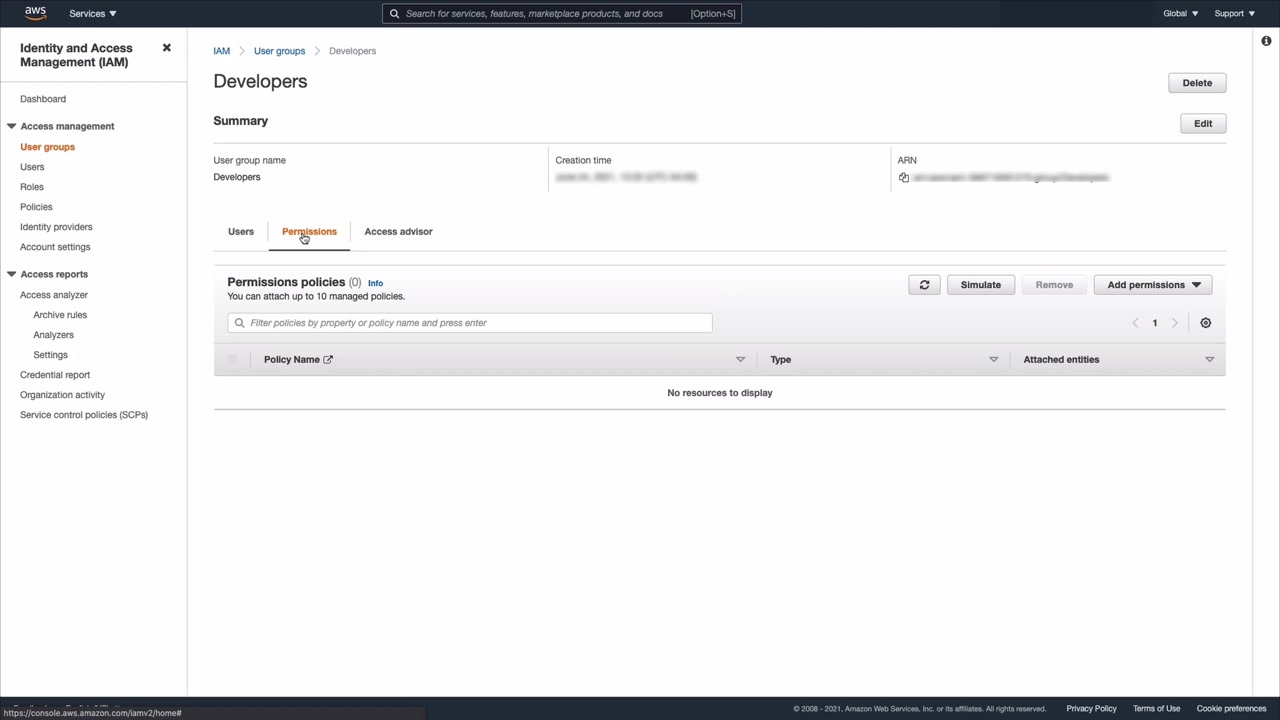 aws
Services
Search for services, features, marketplace products, and docs [Option+S]
Global
Support
Identity and Access
Management (IAM)
Dashboard
Access management
User groups
Users
Roles
Policies
Identity providers
Account settings
Access reports
Access analyzer
Archive rules
Analyzers
Settings
Credential report
Organization activity
Service control policies (SCPs)
IAM > User groups > Developers
Developers
Delete
Summary
Edit
User group name
Developers
Creation time
ARN
Users
Permissions
Access advisor
Permissions policies (0) Info
You can attach up to 10 managed policies.
Simulate
Remove
Add permissions
Filter policies by property or policy name and press enter
1
Policy Name
Type
Attached entities
No resources to display
https://console.aws.amazon.com/iamv2/home#
© 2008 - 2021, Amazon Web Services, Inc. or its affiliates. All rights reserved.
Privacy Policy
Terms of Use
Cookie preferences